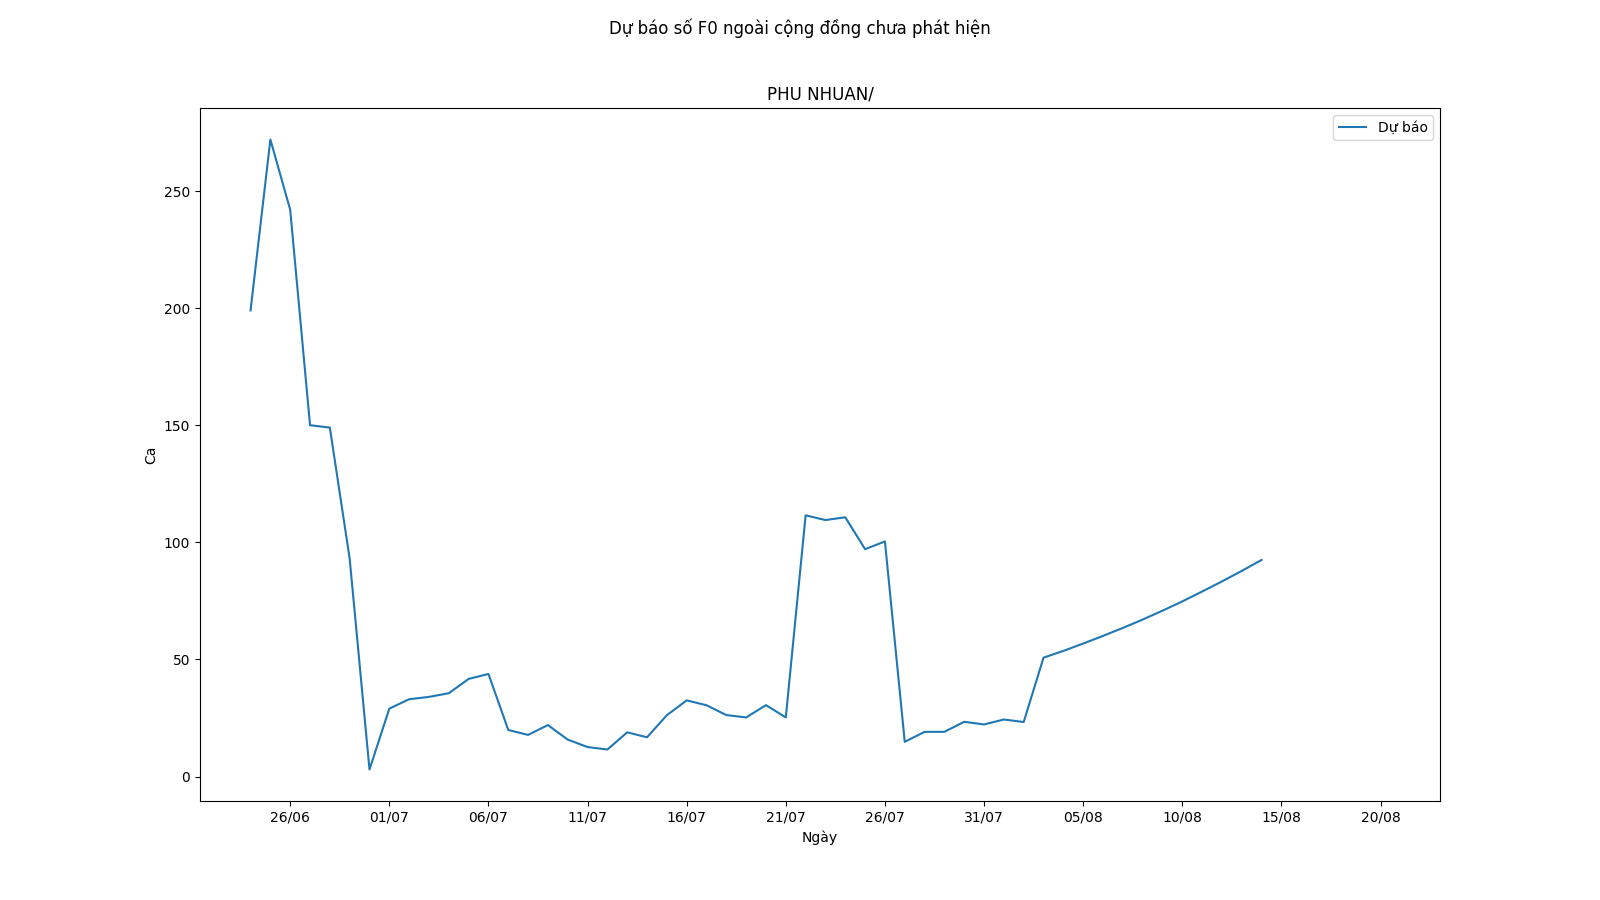 Dự báo số F0 ngoài cộng đồng chưa phát hiện
PHU NHUAN/
Dự báo
250
200
150
100
50
0
Ca
26/06 01/07 06/07 11/07 16/07 21/07 26/07 31/07 05/08 10/08 15/08 20/08
Ngày